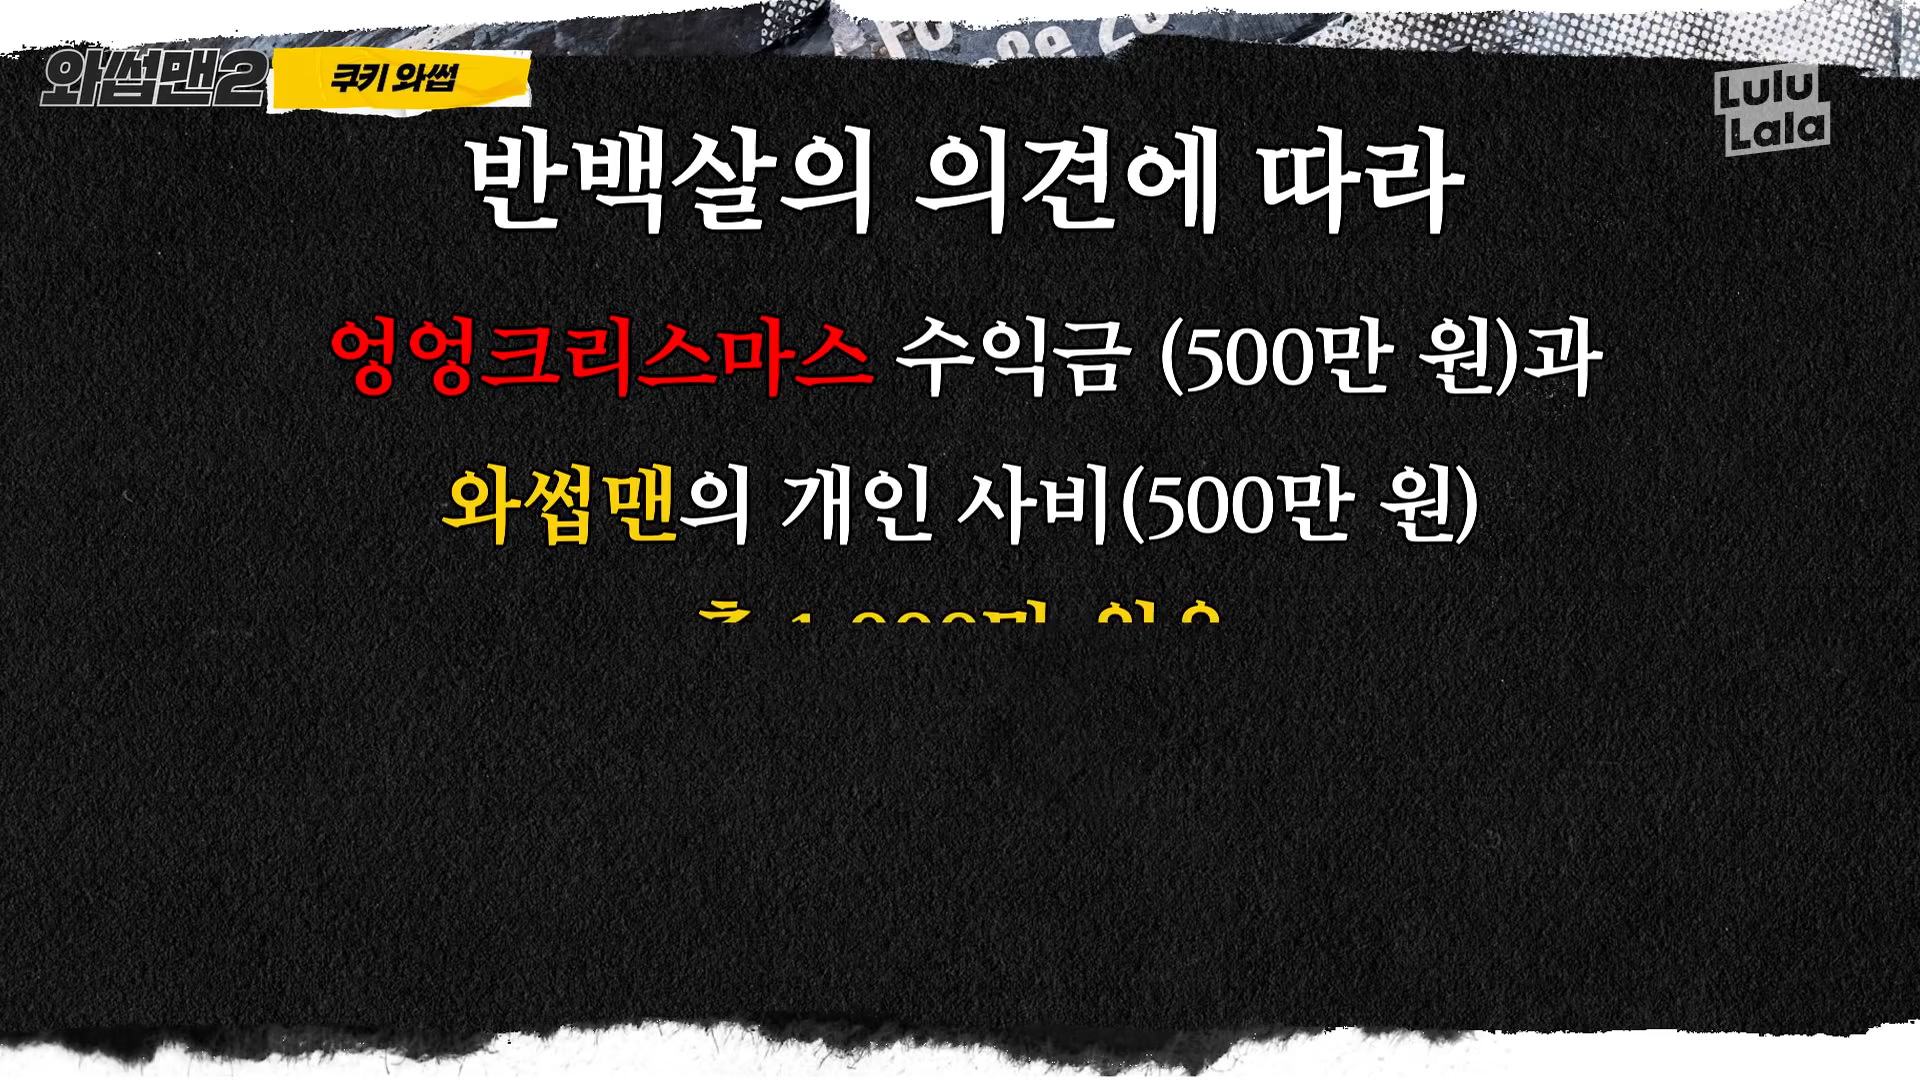 와썹맨2
쿠키 와썹
Lulu
Lala
반백살의 의견에 따라
엉엉크리스마스 수익금 (500만 원)과
와썹맨의 개인 사비(500만 원)